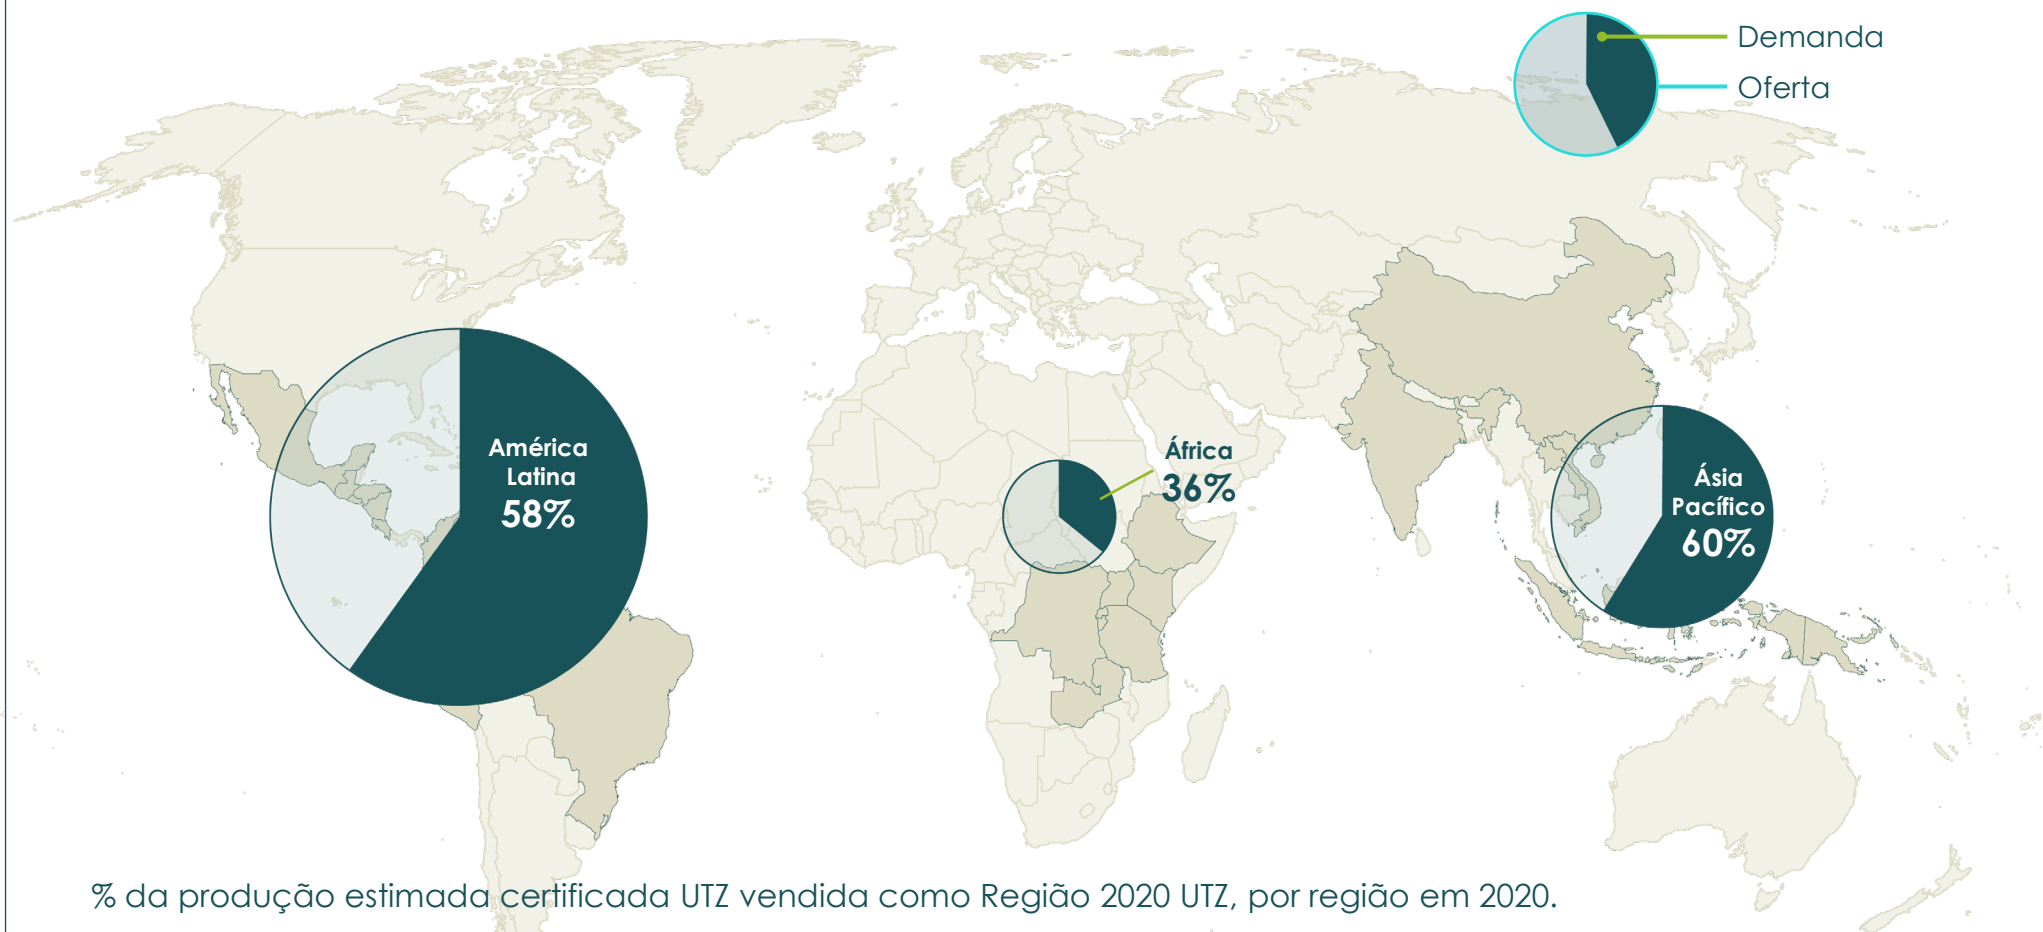 Demanda
Oferta
América
Latina
58%
África
36%
Ásia
Pacífico
60%
% da produção estimada certificada UTZ vendida como Região 2020 UTZ, por região em 2020.